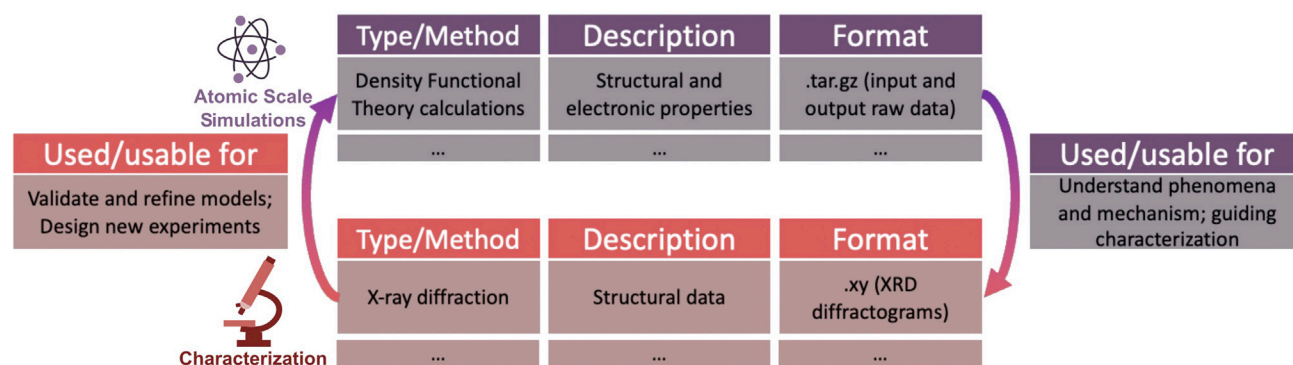 Type/Method
Description
Format
Density Functional
Theory calculations
Structural and
electronic properties
.tar.gz (input and
output raw data)
...
...
...
Atomic Scale
Simulations
Used/usable for
Validate and refine models;
Design new experiments
Used/usable for
Understand phenomena
and mechanism; guiding
characterization
Type/Method
Description
Format
X-ray diffraction
Structural data
.xy (XRD
diffractograms)
...
...
...
Characterization